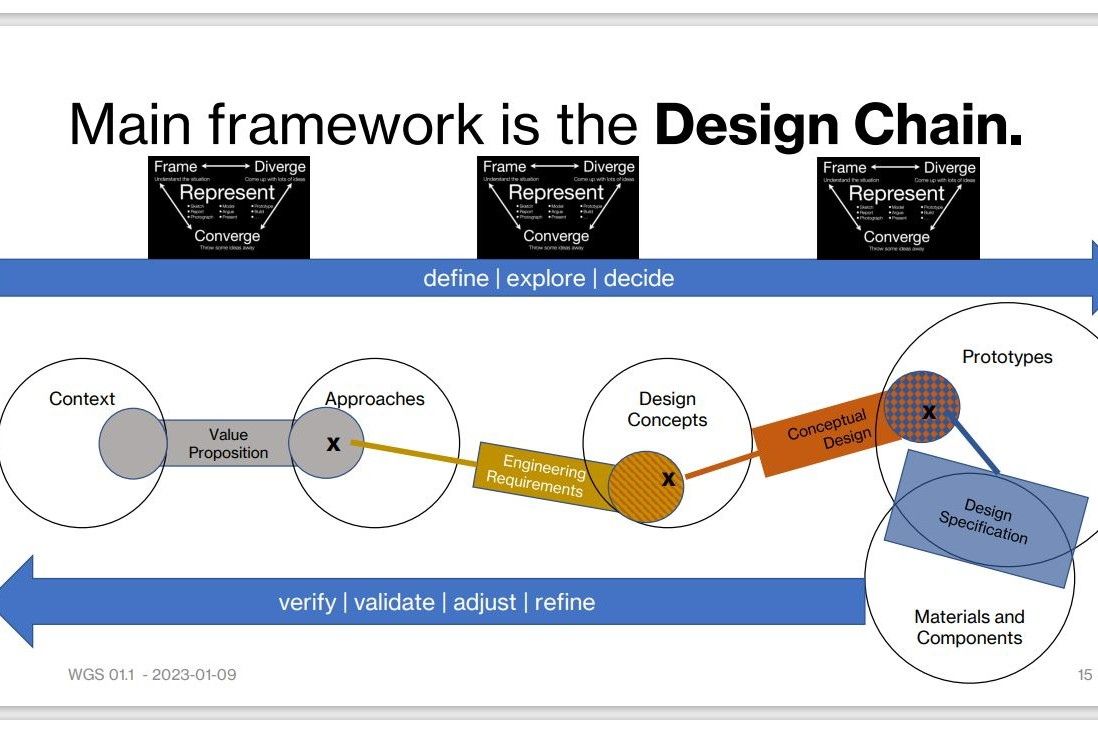 Main framework is the Design Chain.
Frame Diverge
Understand the situation Come up with lots of ideas
Represent
• Sketch • Model • Prototype
• Report • Argue • Build
• Photograph • Present • ...
Converge
Throw some ideas away
Frame Diverge
Understand the situation Come up with lots of ideas
Represent
• Sketch • Model • Prototype
• Report • Argue • Build
• Photograph • Present • ...
Converge
Throw some ideas away
Frame Diverge
Understand the situation Come up with lots of ideas
Represent
• Sketch • Model • Prototype
• Report • Argue • Build
• Photograph • Present • ...
Converge
Throw some ideas away
define | explore | decide
Context
Value
Proposition
Approaches
x
Engineering
Requirements
Design
Concepts
x
Conceptual
Design
Prototypes
x
Design
Specification
Materials and
Components
verify | validate | adjust | refine
WGS 01.1 - 2023-01-09
15